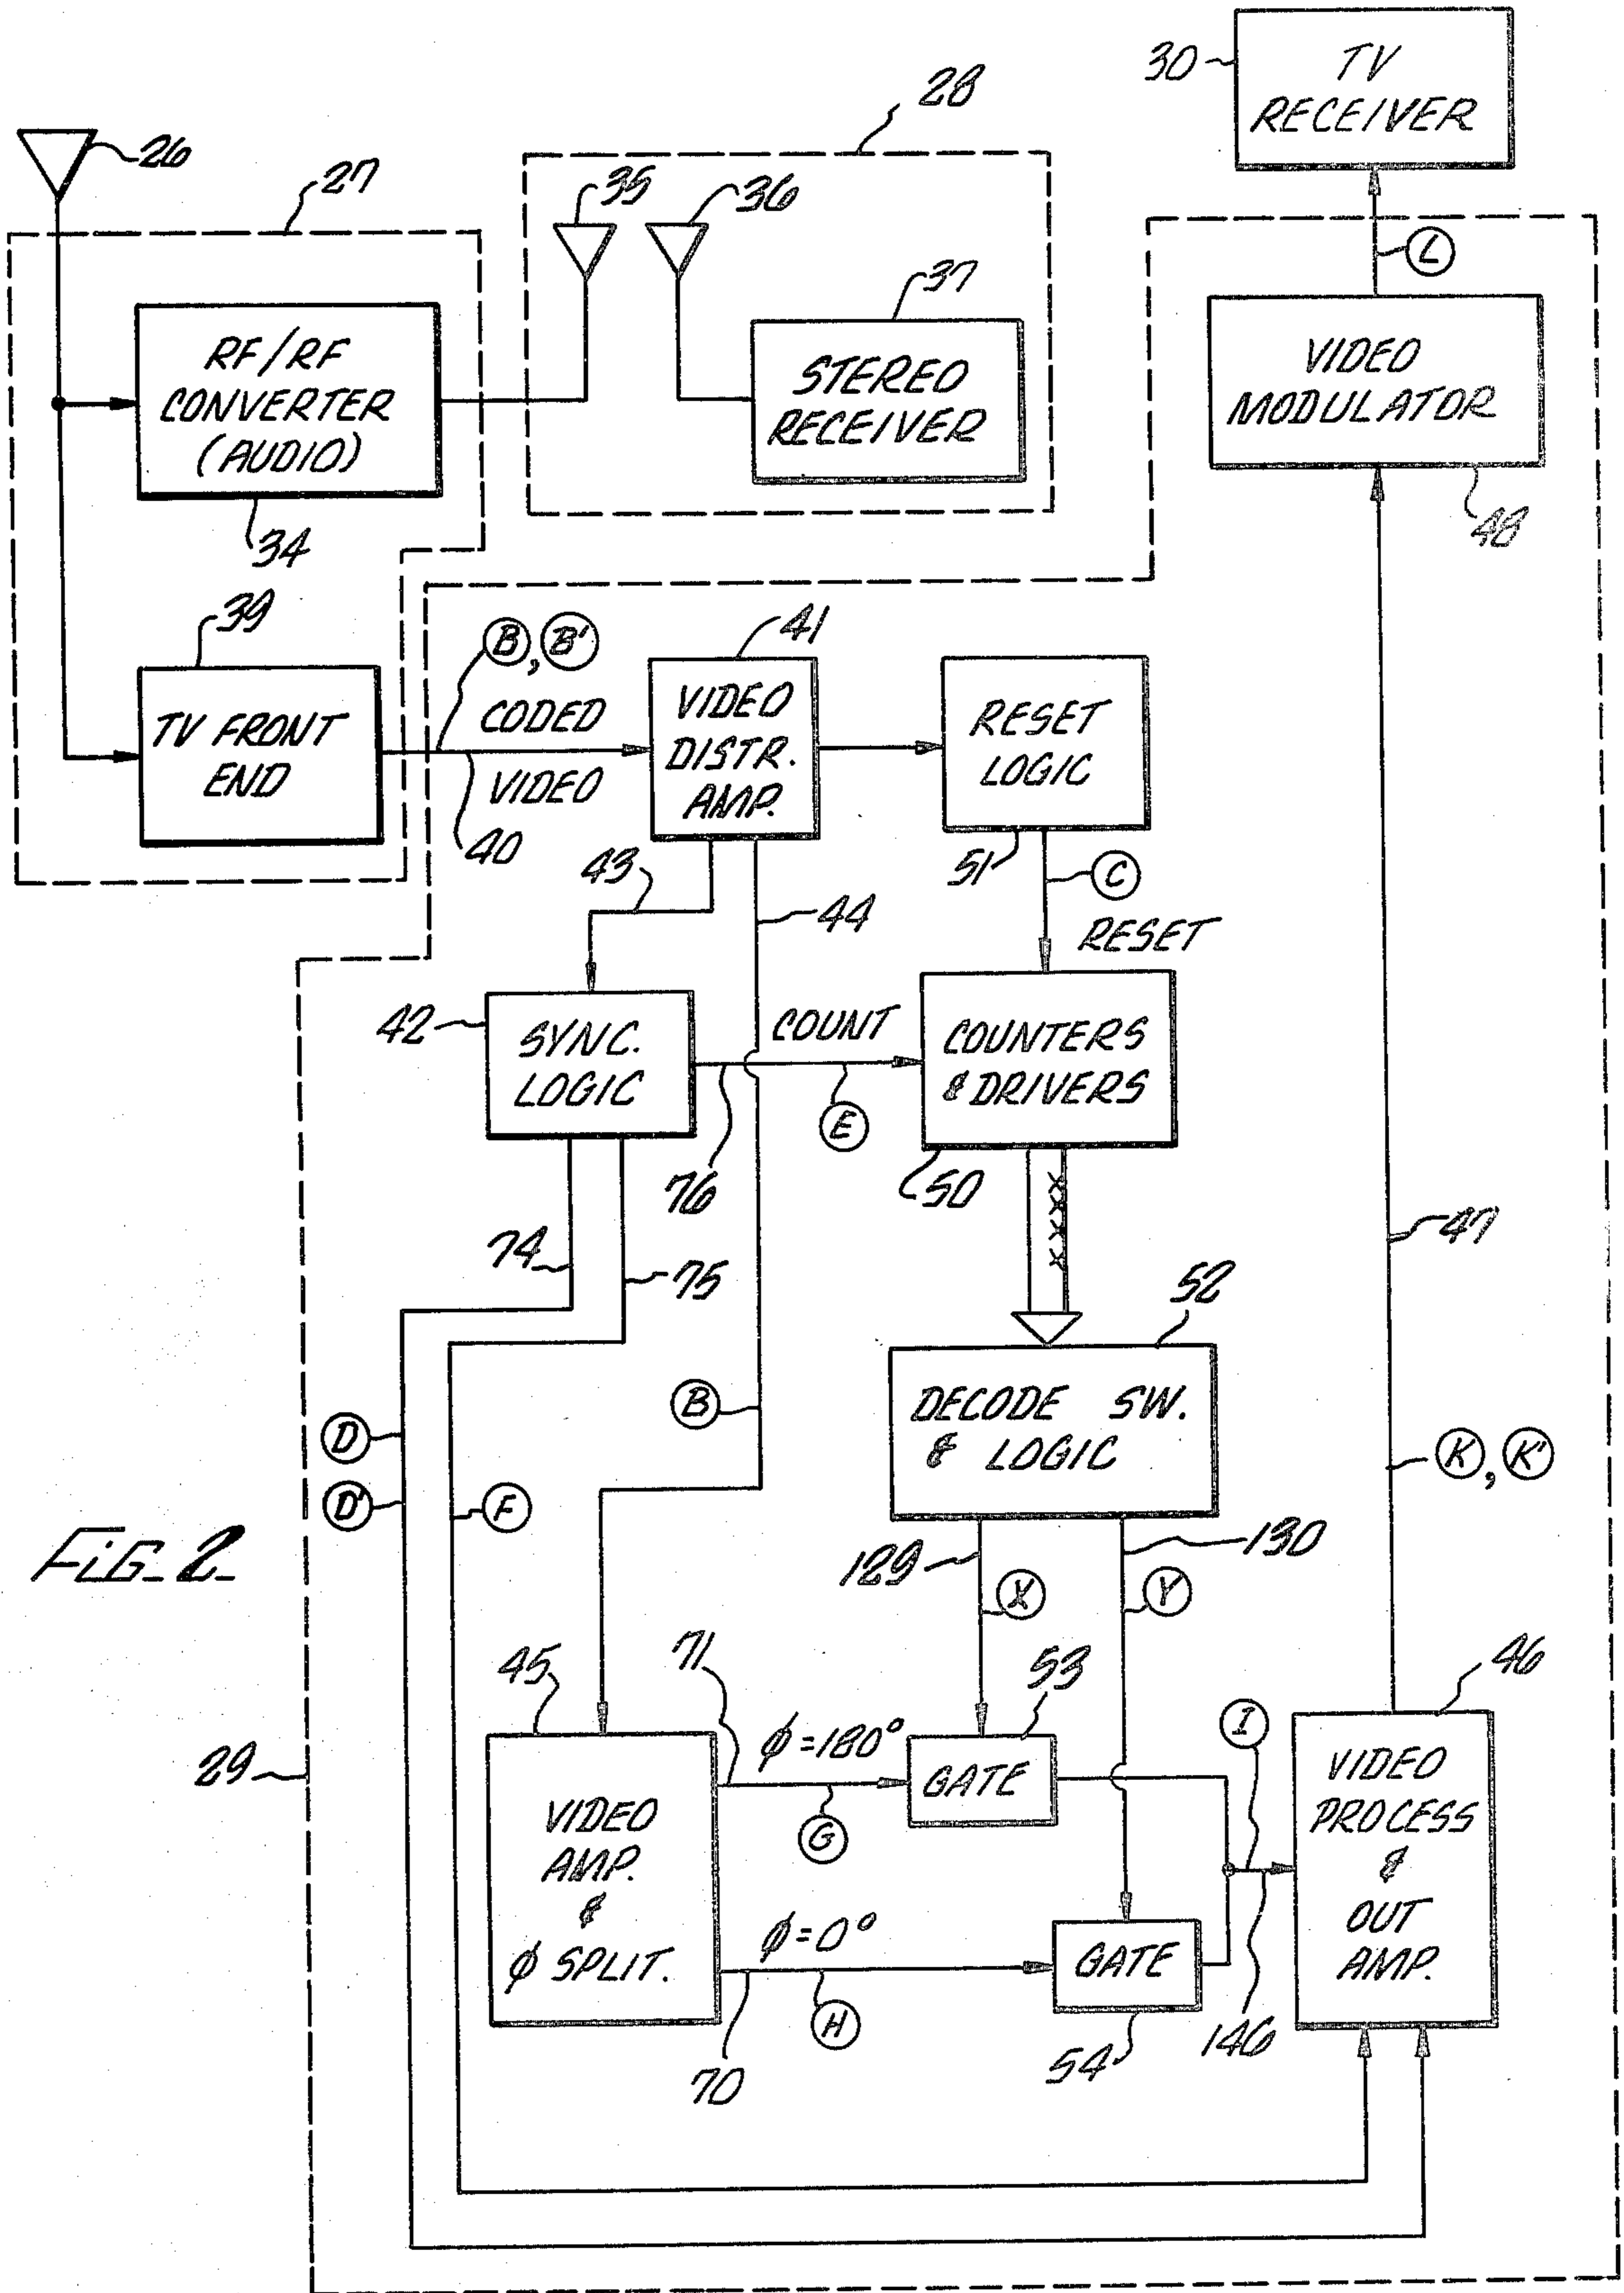 30
TV
RECEIVER
28
26
27
35
36
L
37
RF/RF
CONVERTER
(AUDIO)
STEREO
RECEIVER
VIDEO
MODULATOR
34
48
39
41
B, B'
TV FRONT
END
CODED
VIDEO
40
VIDEO
DISTR.
AMP.
RESET
LOGIC
51
C
43
44
RESET
42
SYNC.
LOGIC
COUNT
E
76
COUNTERS
& DRIVERS
50
74
75
47
52
B
DECODE SW.
& LOGIC
D
D'
F
K, K'
FIG_2_
129
130
X
Y
45
71
53
46
I
29
φ=180°
G
GATE
VIDEO
AMP.
&
φ SPLIT.
VIDEO
PROCESS
&
OUT
AMP.
φ=0°
H
70
GATE
54
146